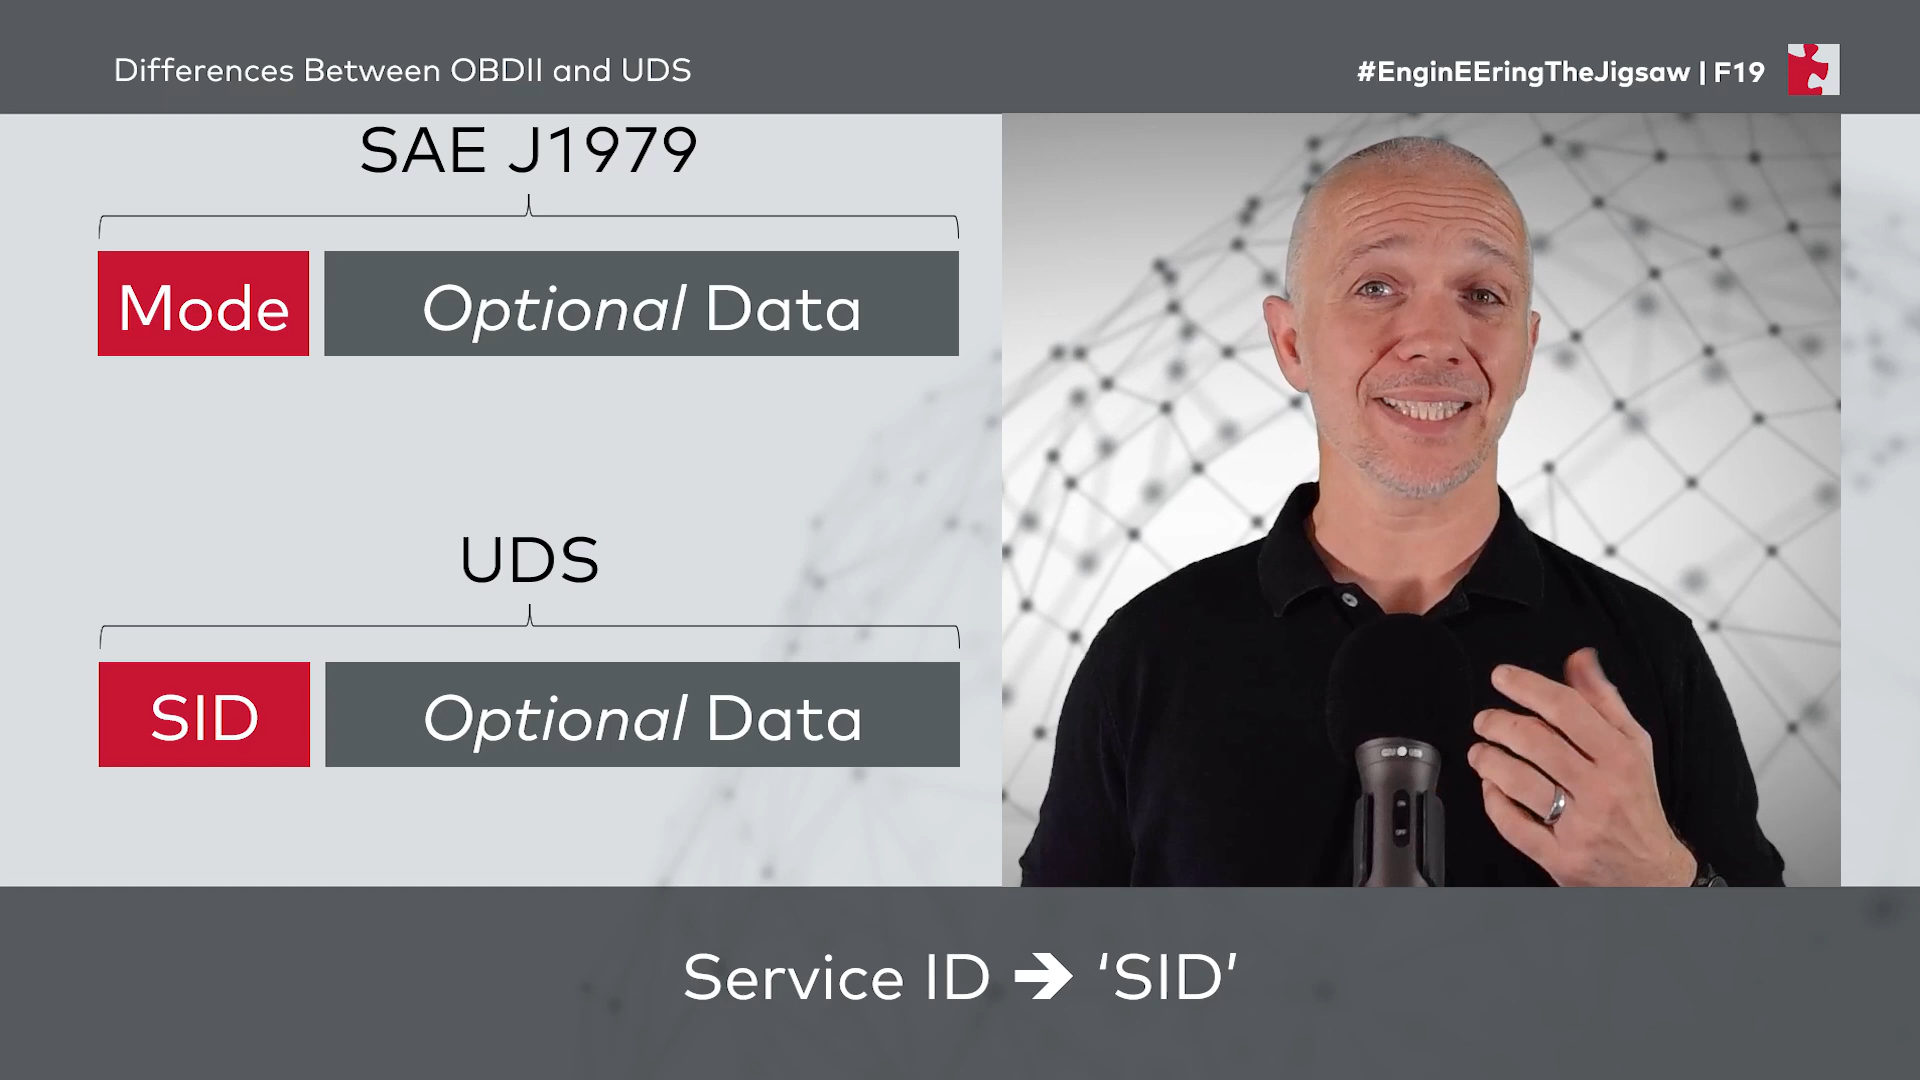 Differences Between OBDII and UDS
#EnginEEringTheJigsaw | F19
SAE J1979
Mode
Optional Data
UDS
SID
Optional Data
Service ID ➔ ‘SID’